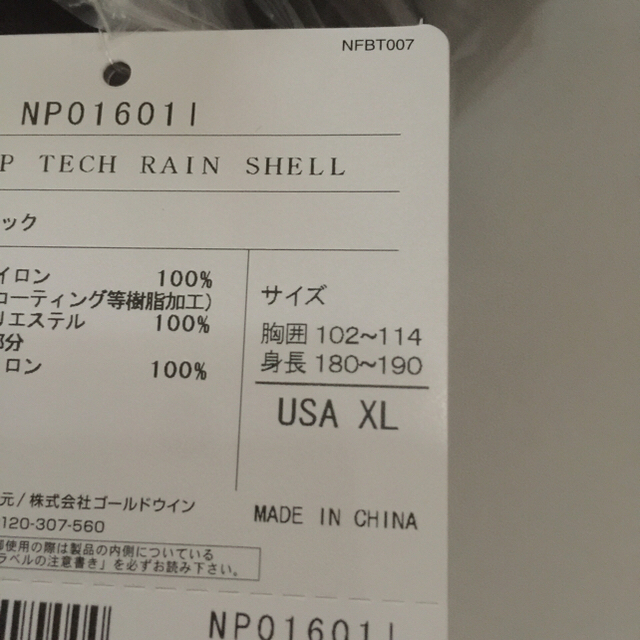 NFBT007
NP01601I
P TECH RAIN SHELL
ック
イロン 100%
コーティング等樹脂加工)
リエステル 100%
部分
ロン 100%
サイズ
胸囲 102~114
身長 180~190
USA XL
元/株式会社ゴールドウイン
120-307-560
MADE IN CHINA
使用の際は製品の内側についている
ラベルの注意書き」を必ずお読み下さい。
NP01601I